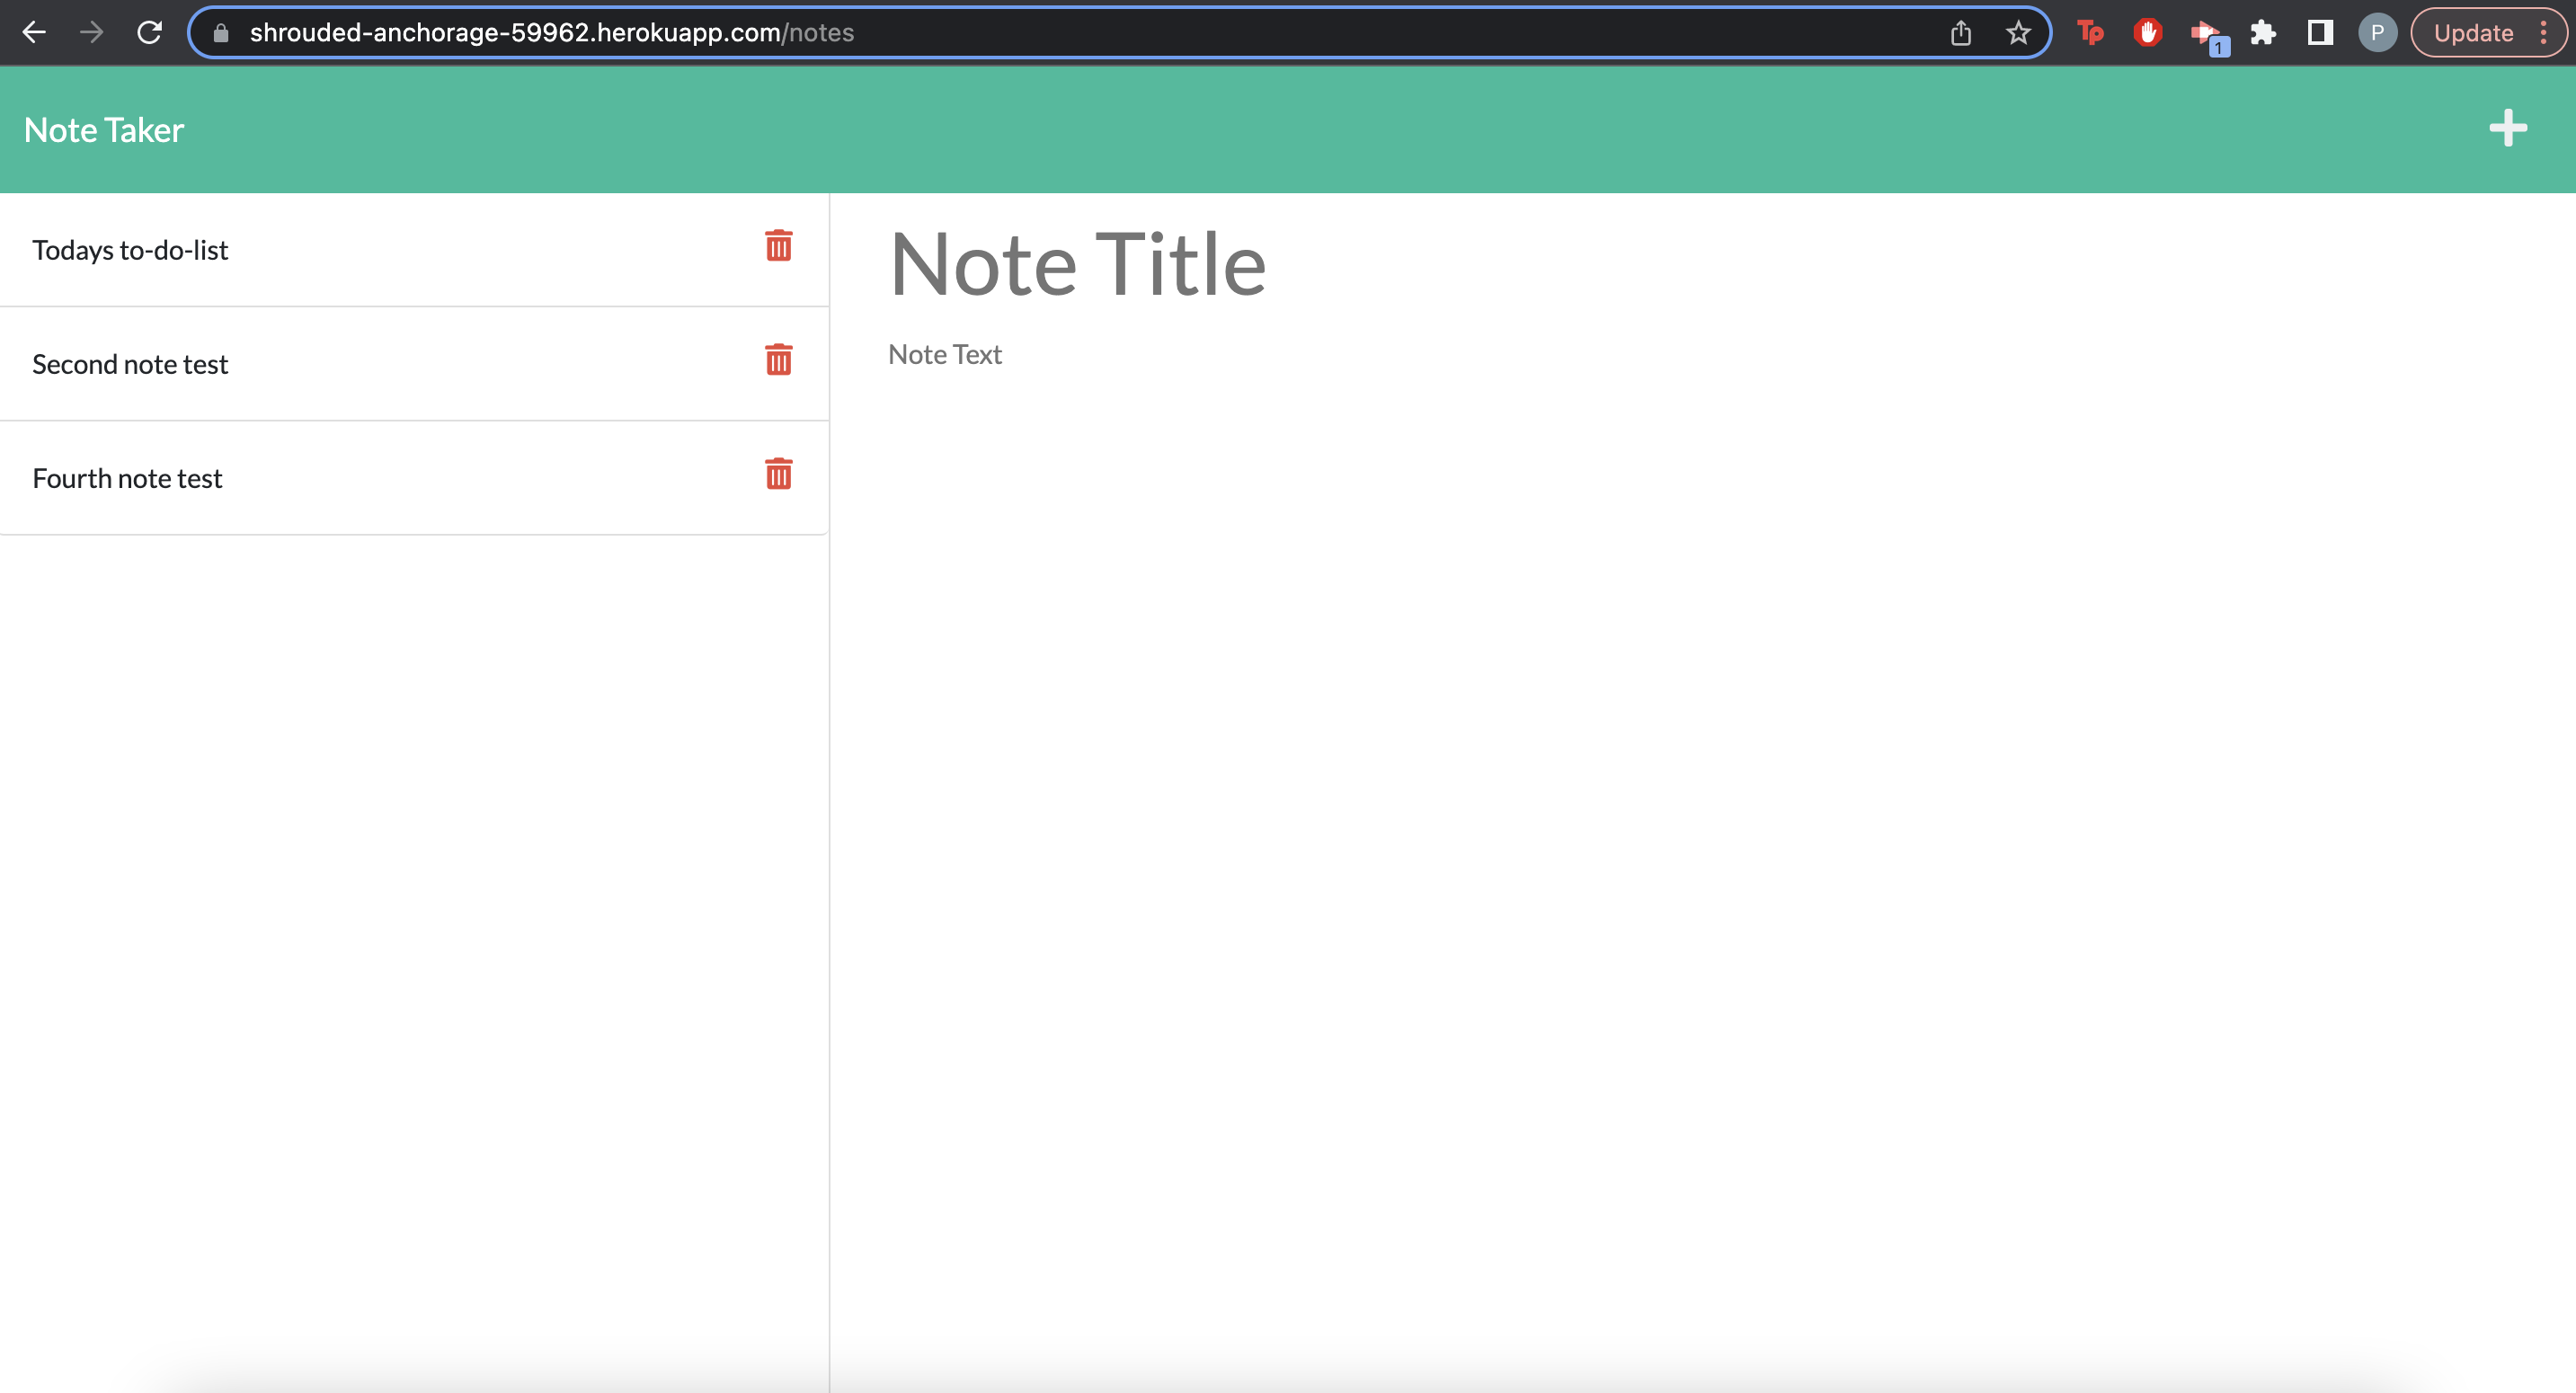 shrouded-anchorage-59962.herokuapp.com/notes
Tp
1
P
Update
Note Taker
Todays to-do-list
Second note test
Fourth note test
Note Title
Note Text